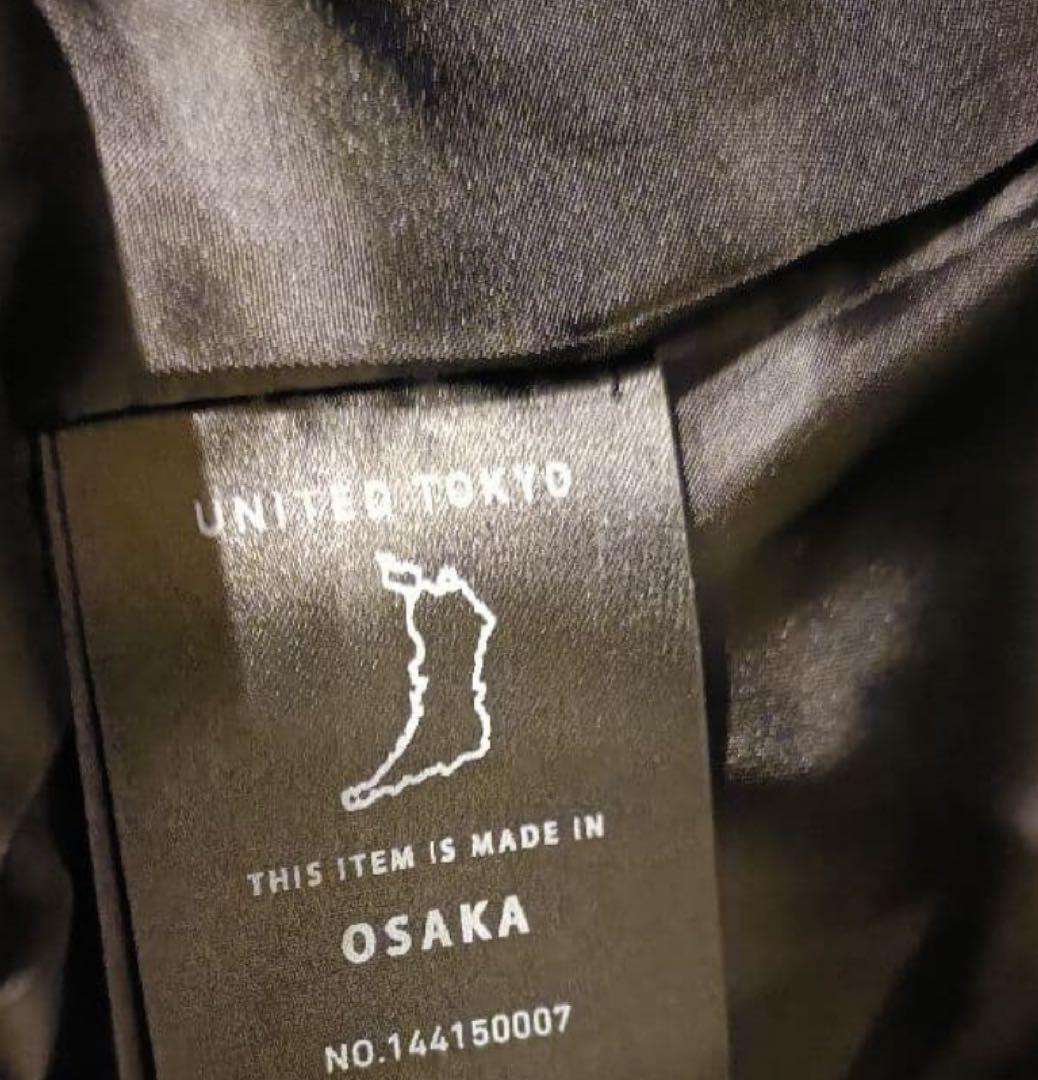 UNITED TOKYO
THIS ITEM IS MADE IN
OSAKA
NO.144150007